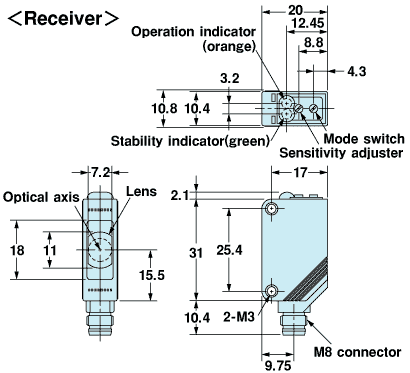 <Receiver>
20
Operation indicator
(orange)
12.45
8.8
4.3
3.2
10.8
10.4
Stability indicator(green)
Mode switch
Sensitivity adjuster
7.2
17
Optical axis
Lens
2.1
18
11
15.5
31
25.4
10.4
2-M3
9.75
M8 connector